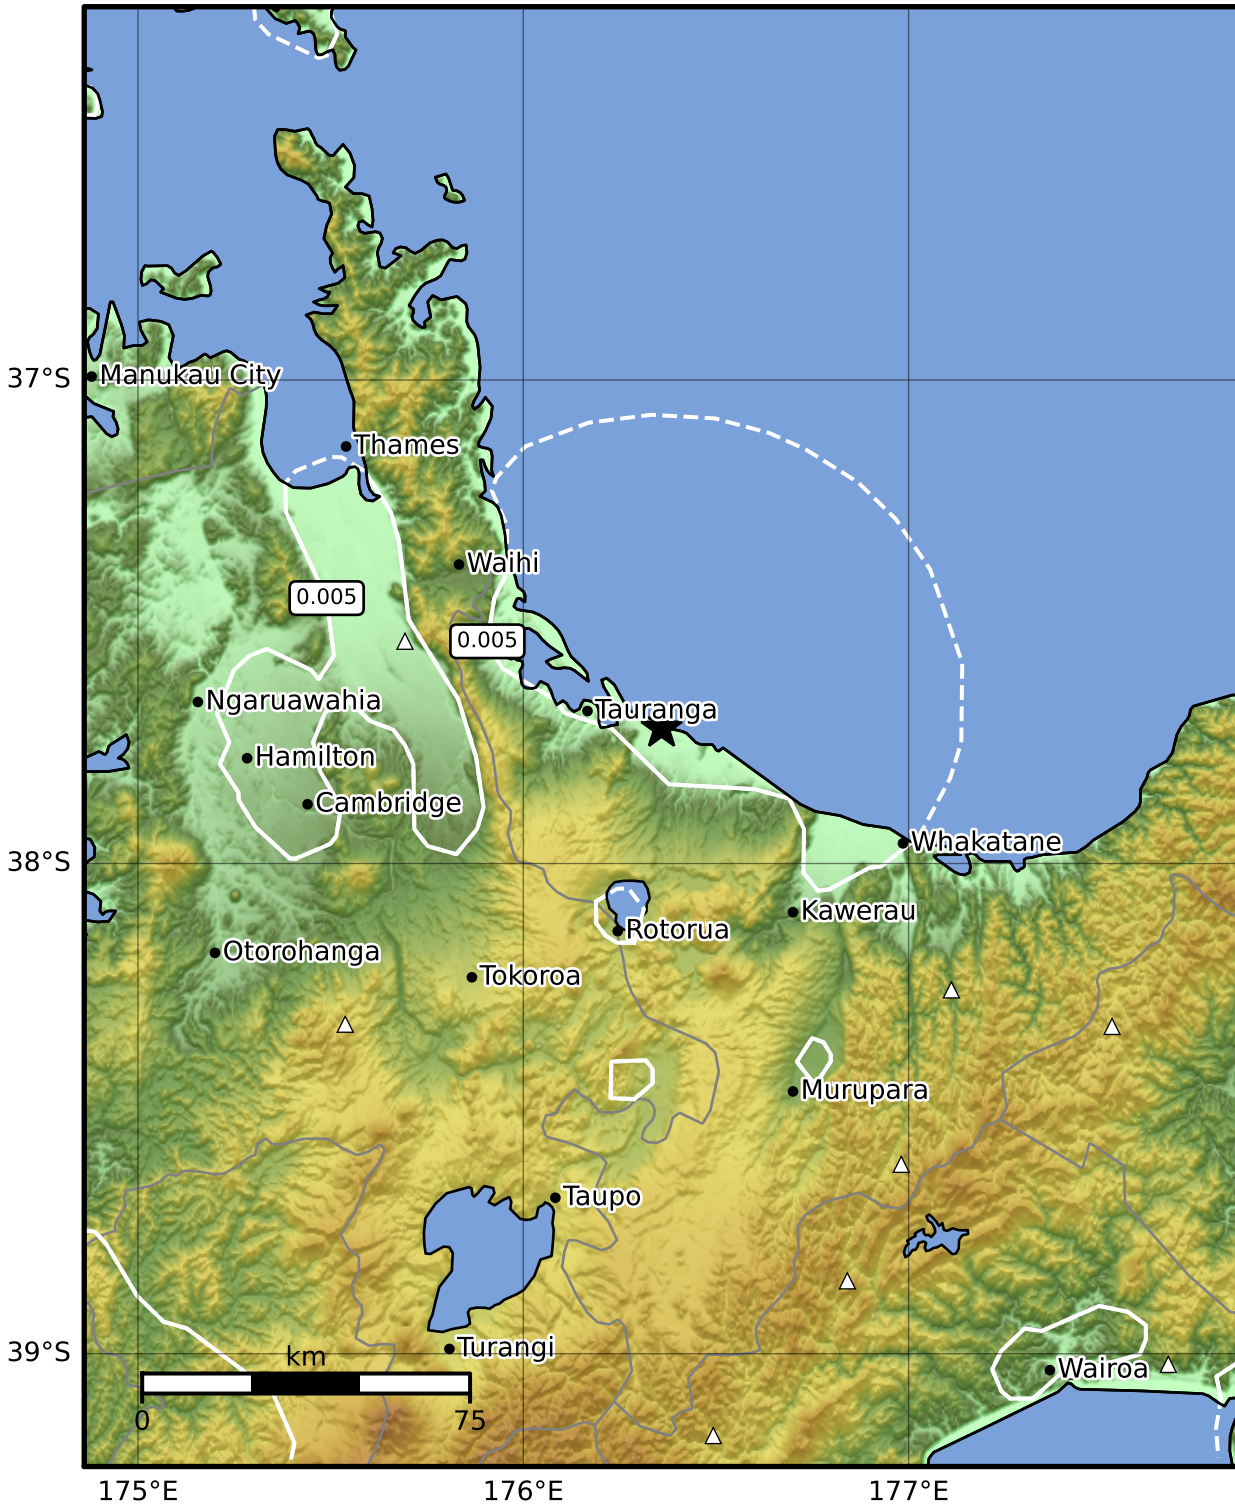 37°S
Manukau City
Thames
Waihi
0.005
0.005
Ngaruawahia
Tauranga
Hamilton
Cambridge
Whakatane
38°S
Kawerau
Rotorua
Otorohanga
Tokoroa
Murupara
Taupo
39°S
Turangi
km
Wairoa
0
75
175°E
176°E
177°E